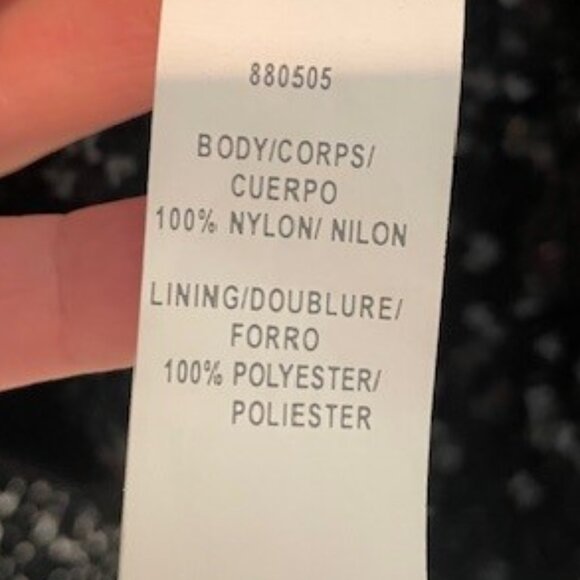 880505
BODY/CORPS/
CUERPO
100% NYLON/ NILON
LINING/DOUBLURE/
FORRO
100% POLYESTER/
POLIESTER